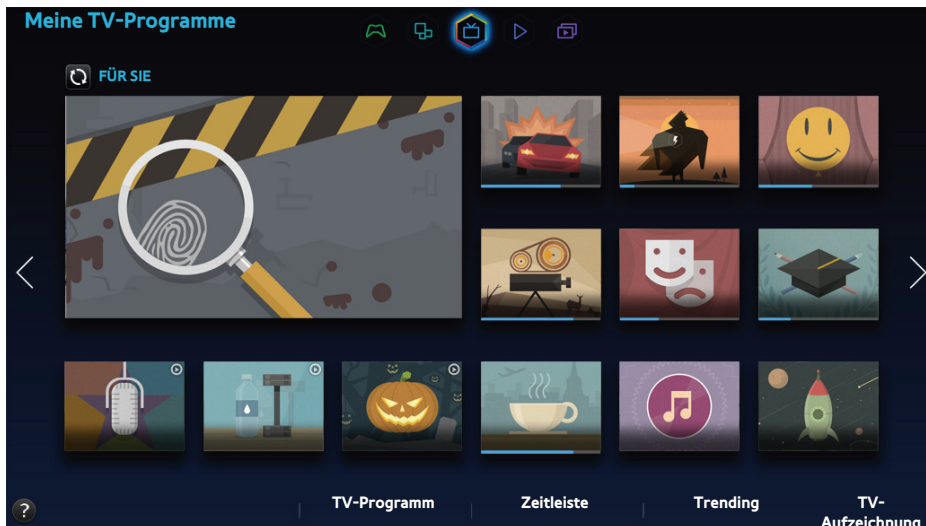 Meine TV-Programme
FÜR SIE
?
TV-Programm
Zeitleiste
Trending
TV-
Aufzeichnung